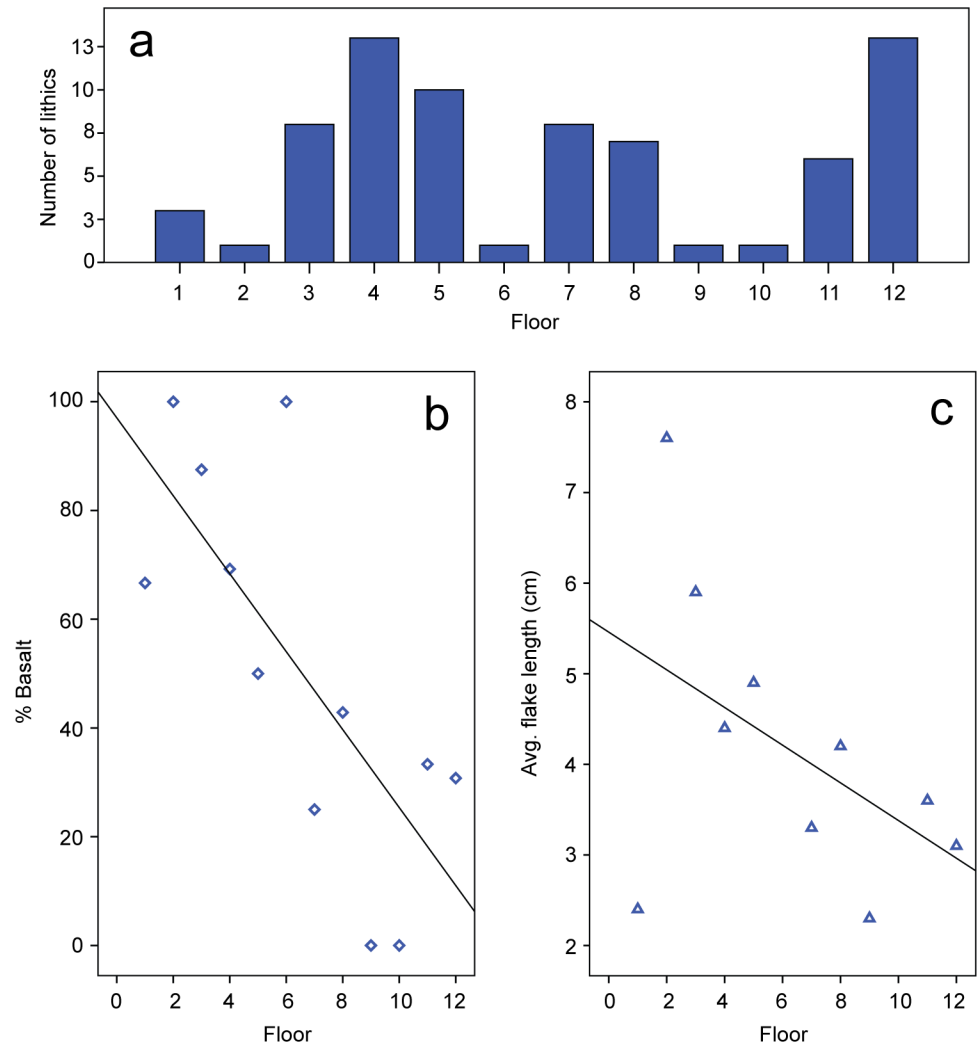 a
Number of lithics
13
10
8
5
3
0
1 2 3 4 5 6 7 8 9 10 11 12
Floor
b
% Basalt
100
80
60
40
20
0
0 2 4 6 8 10 12
Floor
c
Avg. flake length (cm)
8
7
6
5
4
3
2
0 2 4 6 8 10 12
Floor